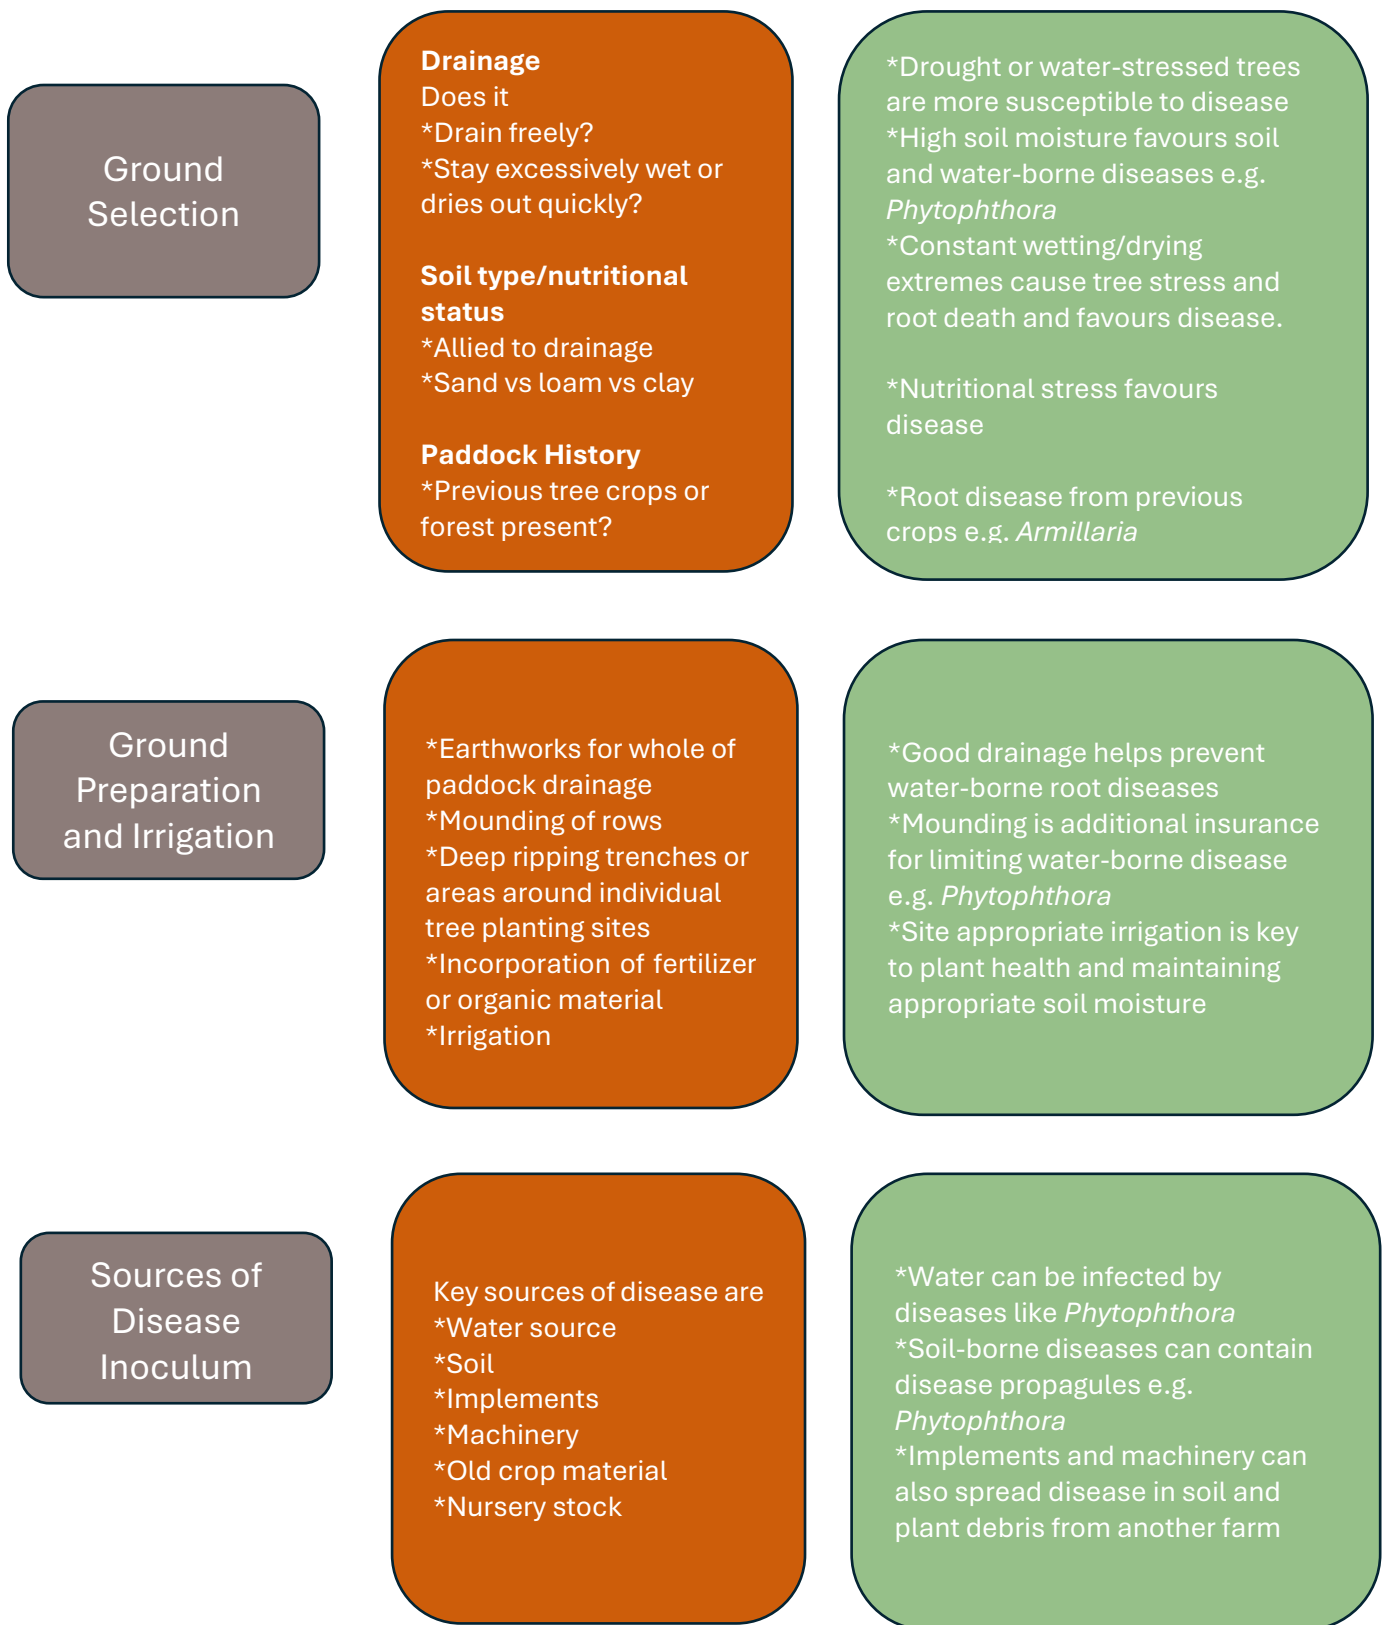 Ground
Selection
Drainage
Does it
*Drain freely?
*Stay excessively wet or
dries out quickly?
Soil type/nutritional
status
*Allied to drainage
*Sand vs loam vs clay
Paddock History
*Previous tree crops or
forest present?
*Drought or water-stressed trees
are more susceptible to disease
*High soil moisture favours soil
and water-borne diseases e.g.
Phytophthora
*Constant wetting/drying
extremes cause tree stress and
root death and favours disease.
*Nutritional stress favours
disease
*Root disease from previous
crops e.g. Armillaria
Ground
Preparation
and Irrigation
*Earthworks for whole of
paddock drainage
*Mounding of rows
*Deep ripping trenches or
areas around individual
tree planting sites
*Incorporation of fertilizer
or organic material
*Irrigation
*Good drainage helps prevent
water-borne root diseases
*Mounding is additional insurance
for limiting water-borne disease
e.g. Phytophthora
*Site appropriate irrigation is key
to plant health and maintaining
appropriate soil moisture
Sources of
Disease
Inoculum
Key sources of disease are
*Water source
*Soil
*Implements
*Machinery
*Old crop material
*Nursery stock
*Water can be infected by
diseases like Phytophthora
*Soil-borne diseases can contain
disease propagules e.g.
Phytophthora
*Implements and machinery can
also spread disease in soil and
plant debris from another farm